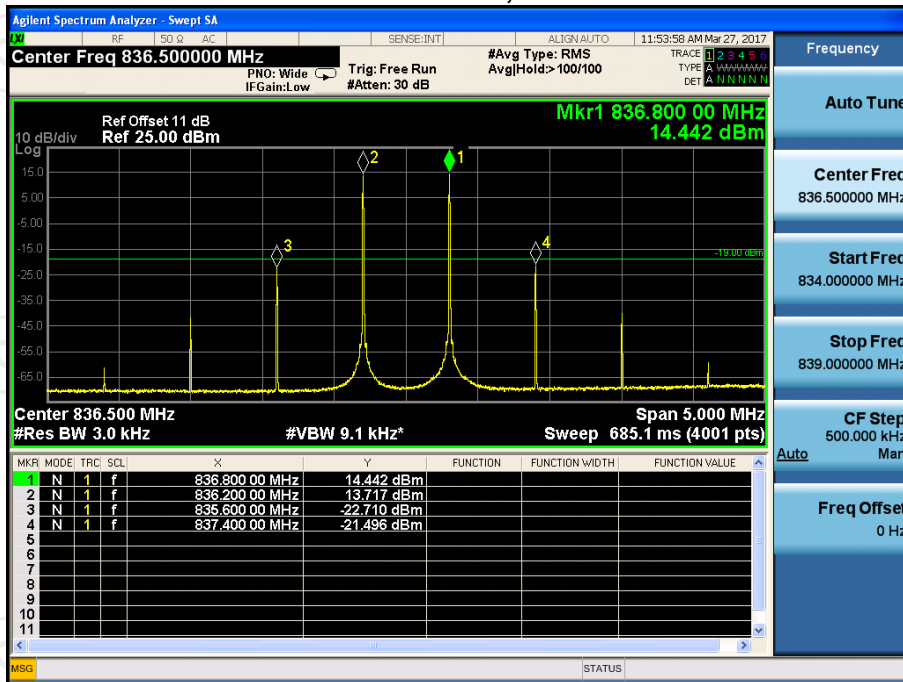 Agilent Spectrum Analyzer - Swept SA
LXI RF 50 Ω AC SENSE:INT ALIGN AUTO 11:53:58 AM Mar 27, 2017
Center Freq 836.500000 MHz
PNO: Wide
IFGain:Low
Trig: Free Run
#Atten: 30 dB
#Avg Type: RMS
Avg|Hold:> 100/100
TRACE 1 2 3 4 5 6
TYPE A WWWWW
DET A N N N N N
Frequency
Mkr1 836.800 00 MHz
14.442 dBm
Ref Offset 11 dB
10 dB/div Ref 25.00 dBm
Log
15.0
5.00
-5.00
-15.0
-25.0
-35.0
-45.0
-55.0
-65.0
2
1
3
4
-19.00 dBm
Center 836.500 MHz Span 5.000 MHz
#Res BW 3.0 kHz #VBW 9.1 kHz* Sweep 685.1 ms (4001 pts)
MKR MODE TRC SCL X Y FUNCTION FUNCTION WIDTH FUNCTION VALUE
1 N 1 f 836.800 00 MHz 14.442 dBm
2 N 1 f 836.200 00 MHz 13.717 dBm
3 N 1 f 835.600 00 MHz -22.710 dBm
4 N 1 f 837.400 00 MHz -21.496 dBm
5
6
7
8
9
10
11
Auto Tune
Center Freq
836.500000 MHz
Start Freq
834.000000 MHz
Stop Freq
839.000000 MHz
CF Step
500.000 kHz
Auto Man
Freq Offset
0 Hz
MSG STATUS